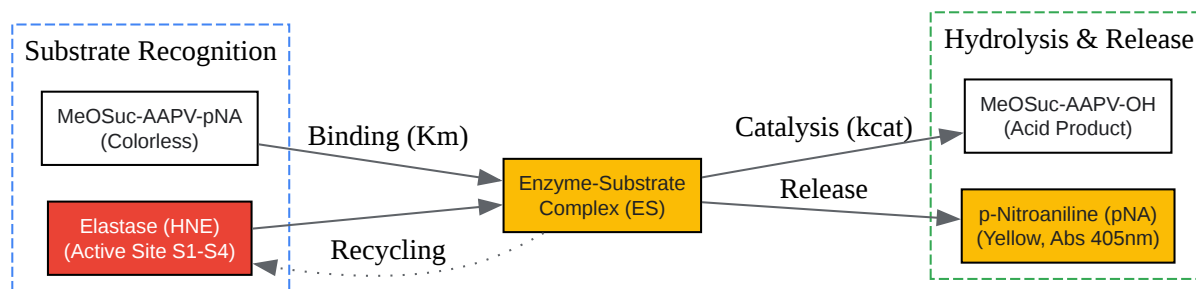 Substrate Recognition
MeOSuc-AAPV-pNA
(Colorless)
Elastase (HNE)
(Active Site S1-S4)
Binding (Km)
Recycling
Enzyme-Substrate
Complex (ES)
Catalysis (kcat)
Release
Hydrolysis & Release
MeOSuc-AAPV-OH
(Acid Product)
p-Nitroaniline (pNA)
(Yellow, Abs 405nm)